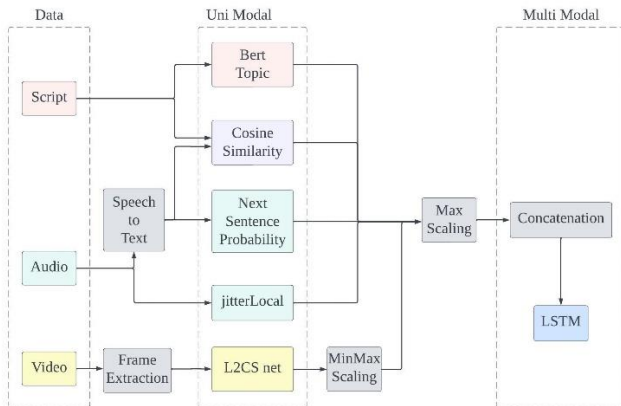 Data
Uni Modal
Multi Modal
Bert
Topic
Script
Cosine
Similarity
Speech
to
Text
Next
Sentence
Probability
Max
Scaling
Concatenation
Audio
jitterLocal
LSTM
Video
Frame
Extraction
L2CS net
MinMax
Scaling